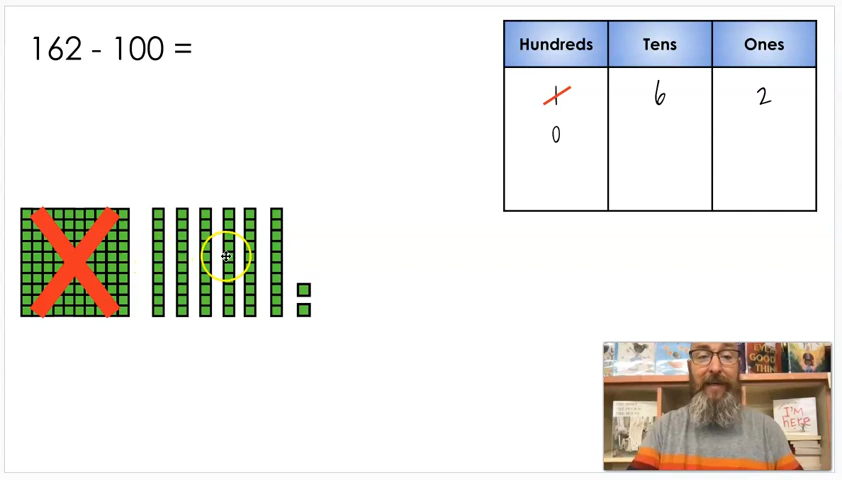 162 - 100 =
Hundreds Tens Ones
1 6 2
0
EVE
GOOD
THIN
I'M
here